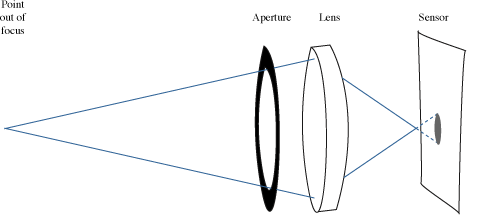 Point
out of
focus
Aperture
Lens
Sensor